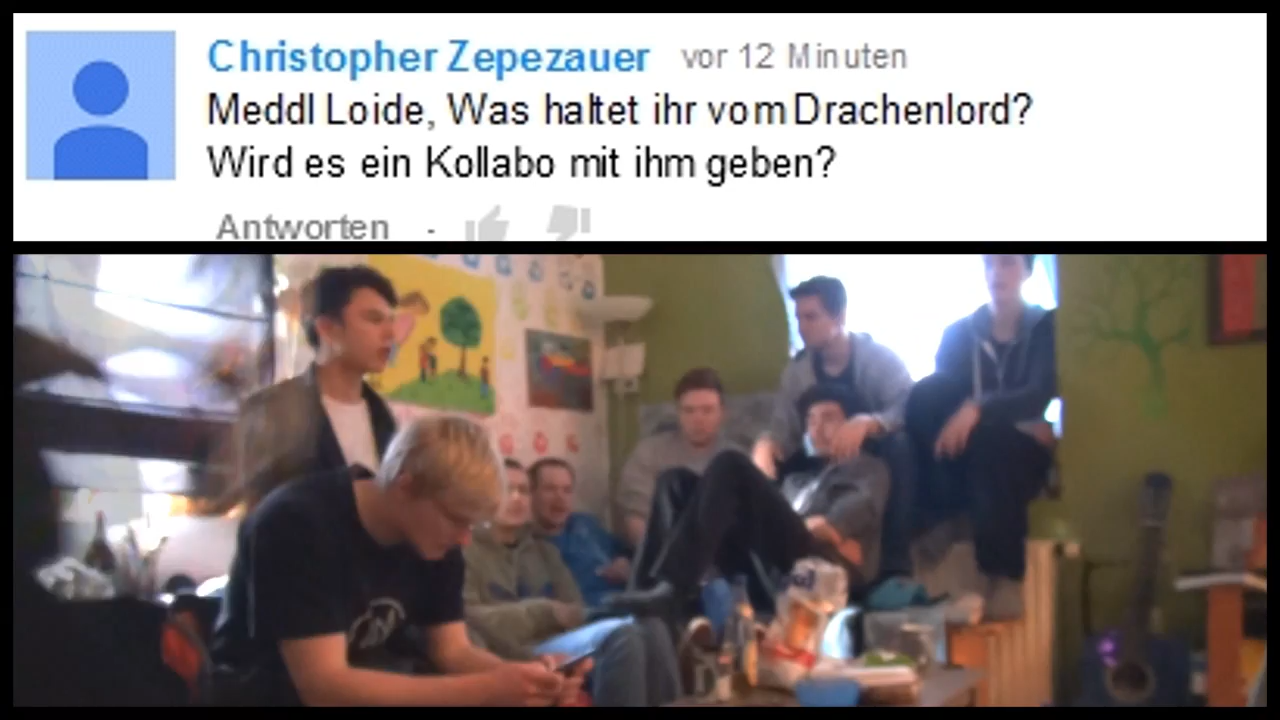 Christopher Zepezauer vor 12 Minuten
Meddl Loide, Was haltet ihr vom Drachenlord?
Wird es ein Kollabo mit ihm geben?
Antworten